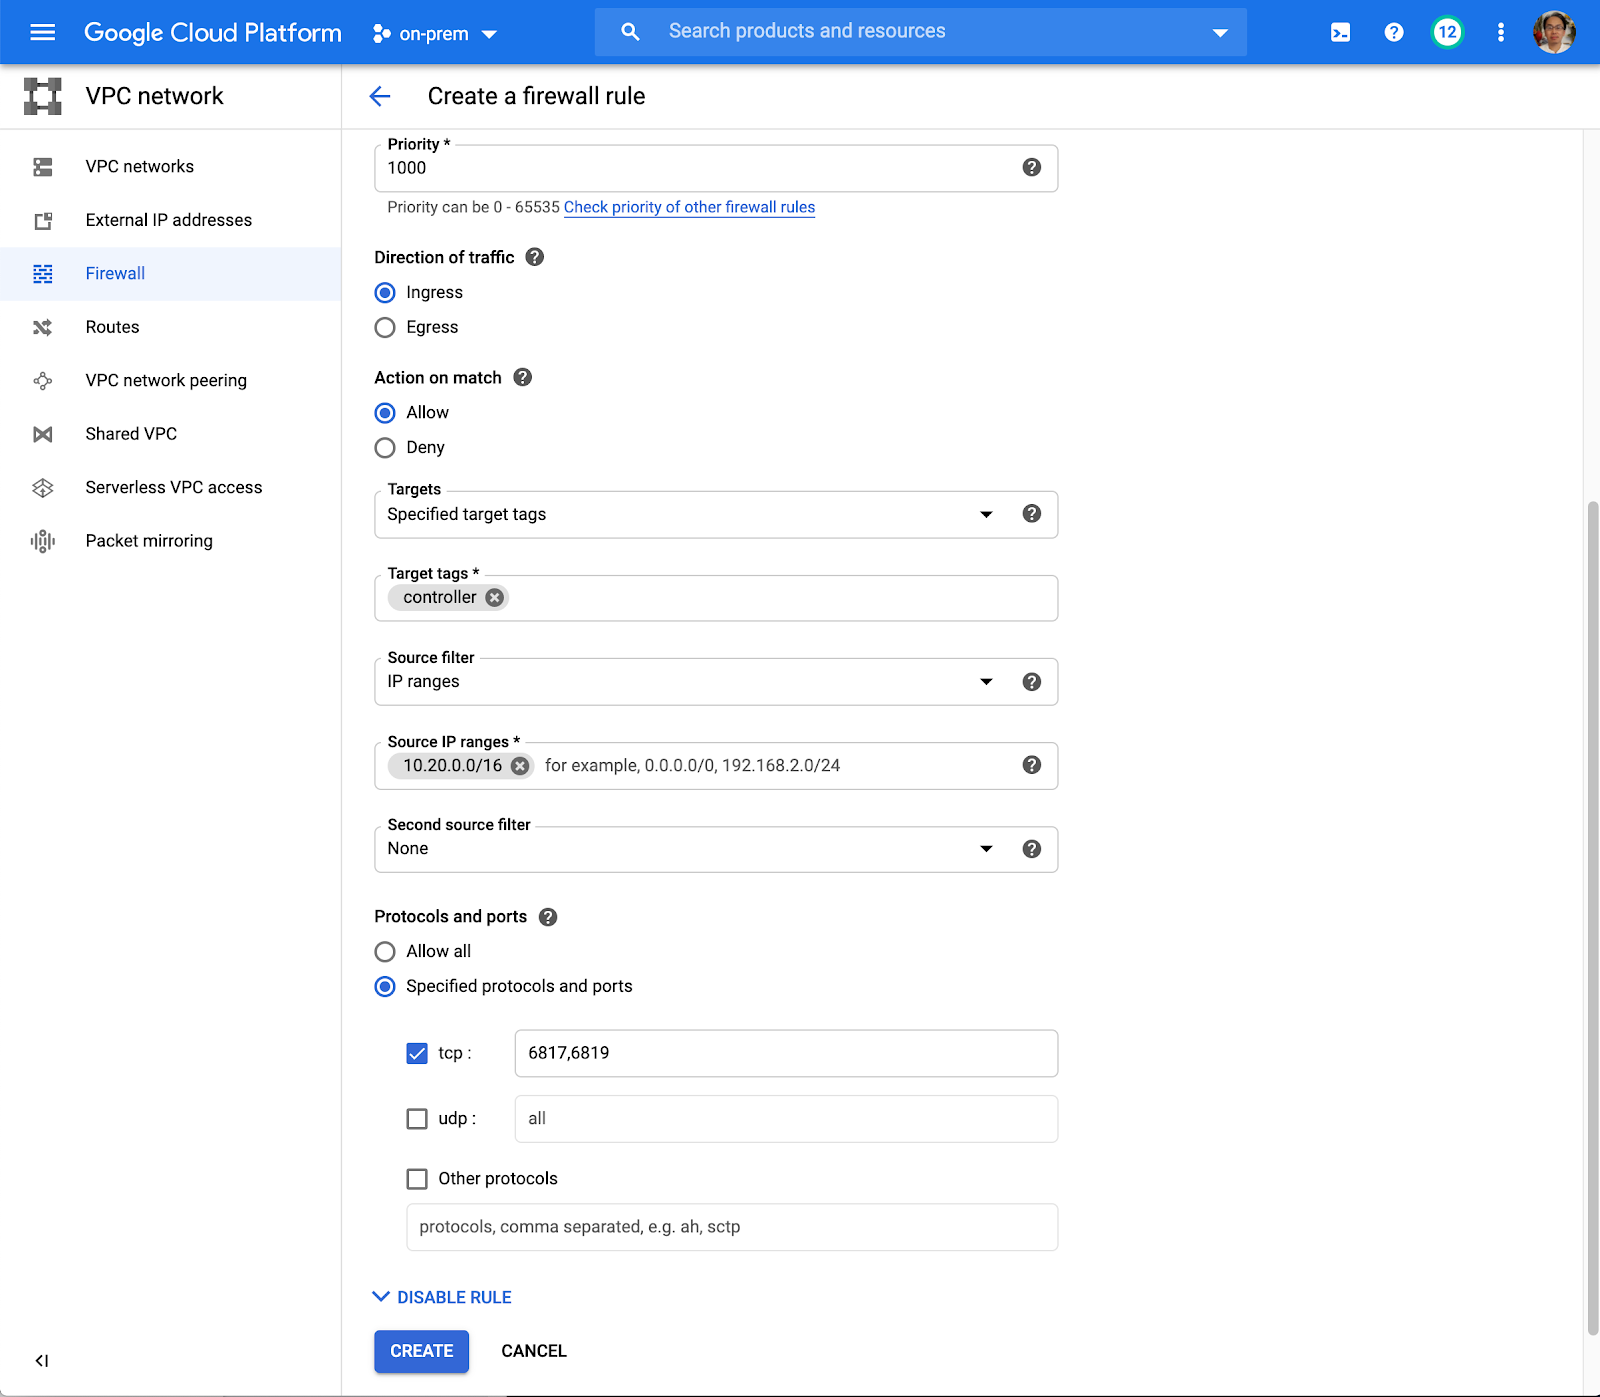 Google Cloud Platform
on-prem
Search products and resources
12
VPC network
Create a firewall rule
VPC networks
External IP addresses
Firewall
Routes
VPC network peering
Shared VPC
Serverless VPC access
Packet mirroring
Priority *
1000
Priority can be 0 - 65535 Check priority of other firewall rules
Direction of traffic
Ingress
Egress
Action on match
Allow
Deny
Targets
Specified target tags
Target tags *
controller
Source filter
IP ranges
Source IP ranges *
10.20.0.0/16 for example, 0.0.0.0/0, 192.168.2.0/24
Second source filter
None
Protocols and ports
Allow all
Specified protocols and ports
tcp : 6817,6819
udp : all
Other protocols
protocols, comma separated, e.g. ah, sctp
DISABLE RULE
CREATE CANCEL